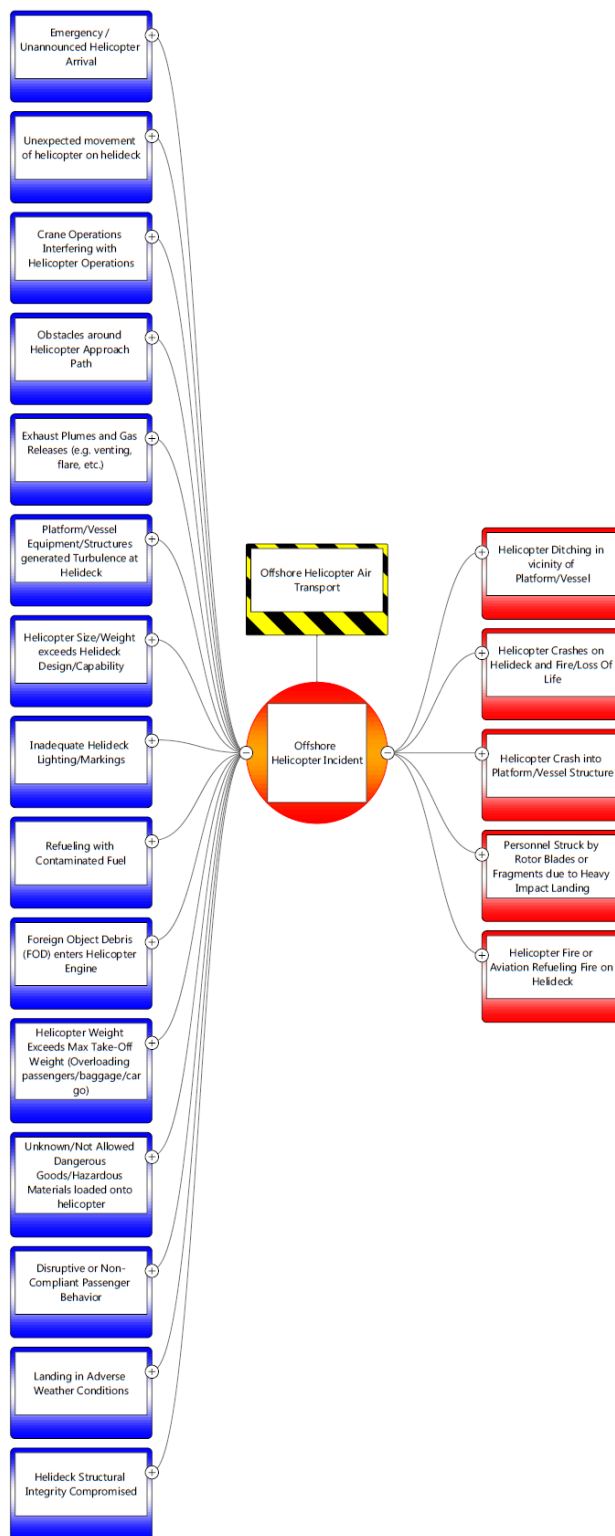 Emergency /
Unannounced Helicopter
Arrival
Unexpected movement
of helicopter on helideck
Crane Operations
Interfering with
Helicopter Operations
Obstacles around
Helicopter Approach
Path
Exhaust Plumes and Gas
Releases (e.g. venting,
flare, etc.)
Platform/Vessel
Equipment/Structures
generated Turbulence at
Helideck
Helicopter Size/Weight
exceeds Helideck
Design/Capability
Inadequate Helideck
Lighting/Markings
Refueling with
Contaminated Fuel
Foreign Object Debris
(FOD) enters Helicopter
Engine
Helicopter Weight
Exceeds Max Take-Off
Weight (Overloading
passengers/baggage/car
go)
Unknown/Not Allowed
Dangerous
Goods/Hazardous
Materials loaded onto
helicopter
Disruptive or Non-
Compliant Passenger
Behavior
Landing in Adverse
Weather Conditions
Helideck Structural
Integrity Compromised
Offshore Helicopter Air
Transport
Offshore
Helicopter Incident
Helicopter Ditching in
vicinity of
Platform/Vessel
Helicopter Crashes on
Helideck and Fire/Loss Of
Life
Helicopter Crash into
Platform/Vessel Structure
Personnel Struck by
Rotor Blades or
Fragments due to Heavy
Impact Landing
Helicopter Fire or
Aviation Refueling Fire on
Helideck